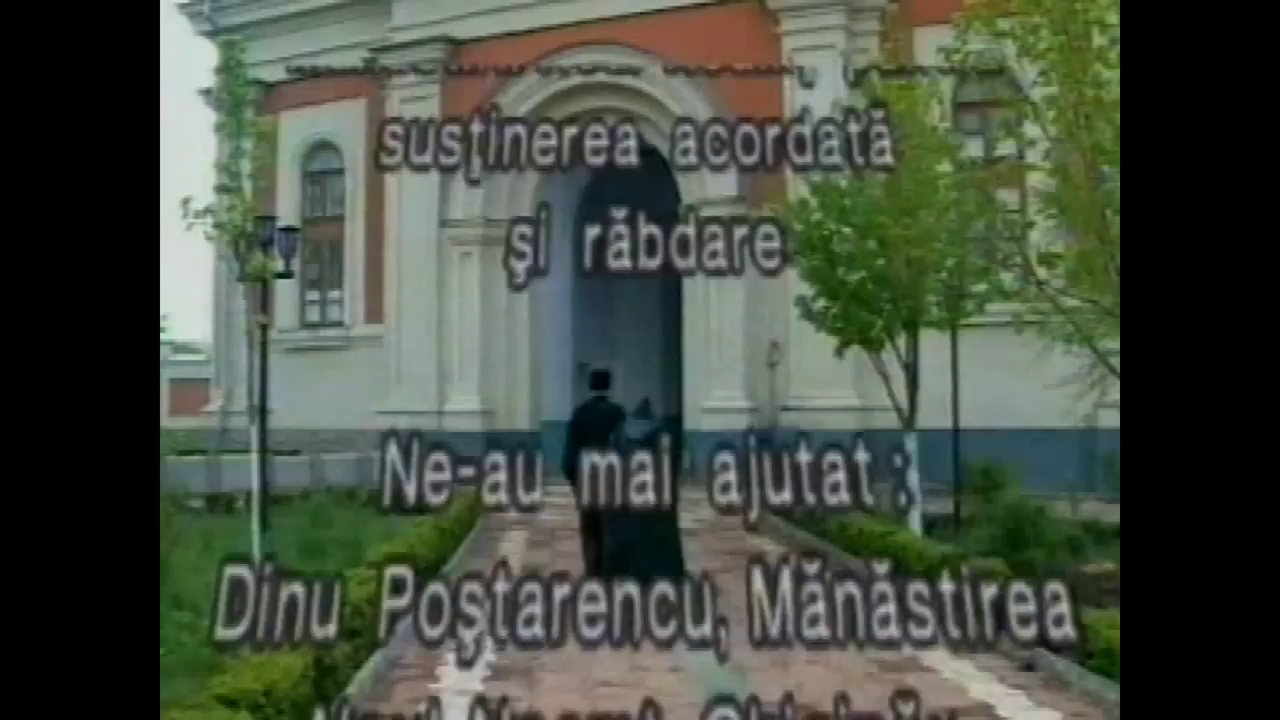 susţinerea acordată
şi răbdare
Ne-au mai ajutat :
Dinu Poştarencu, Mănăstirea